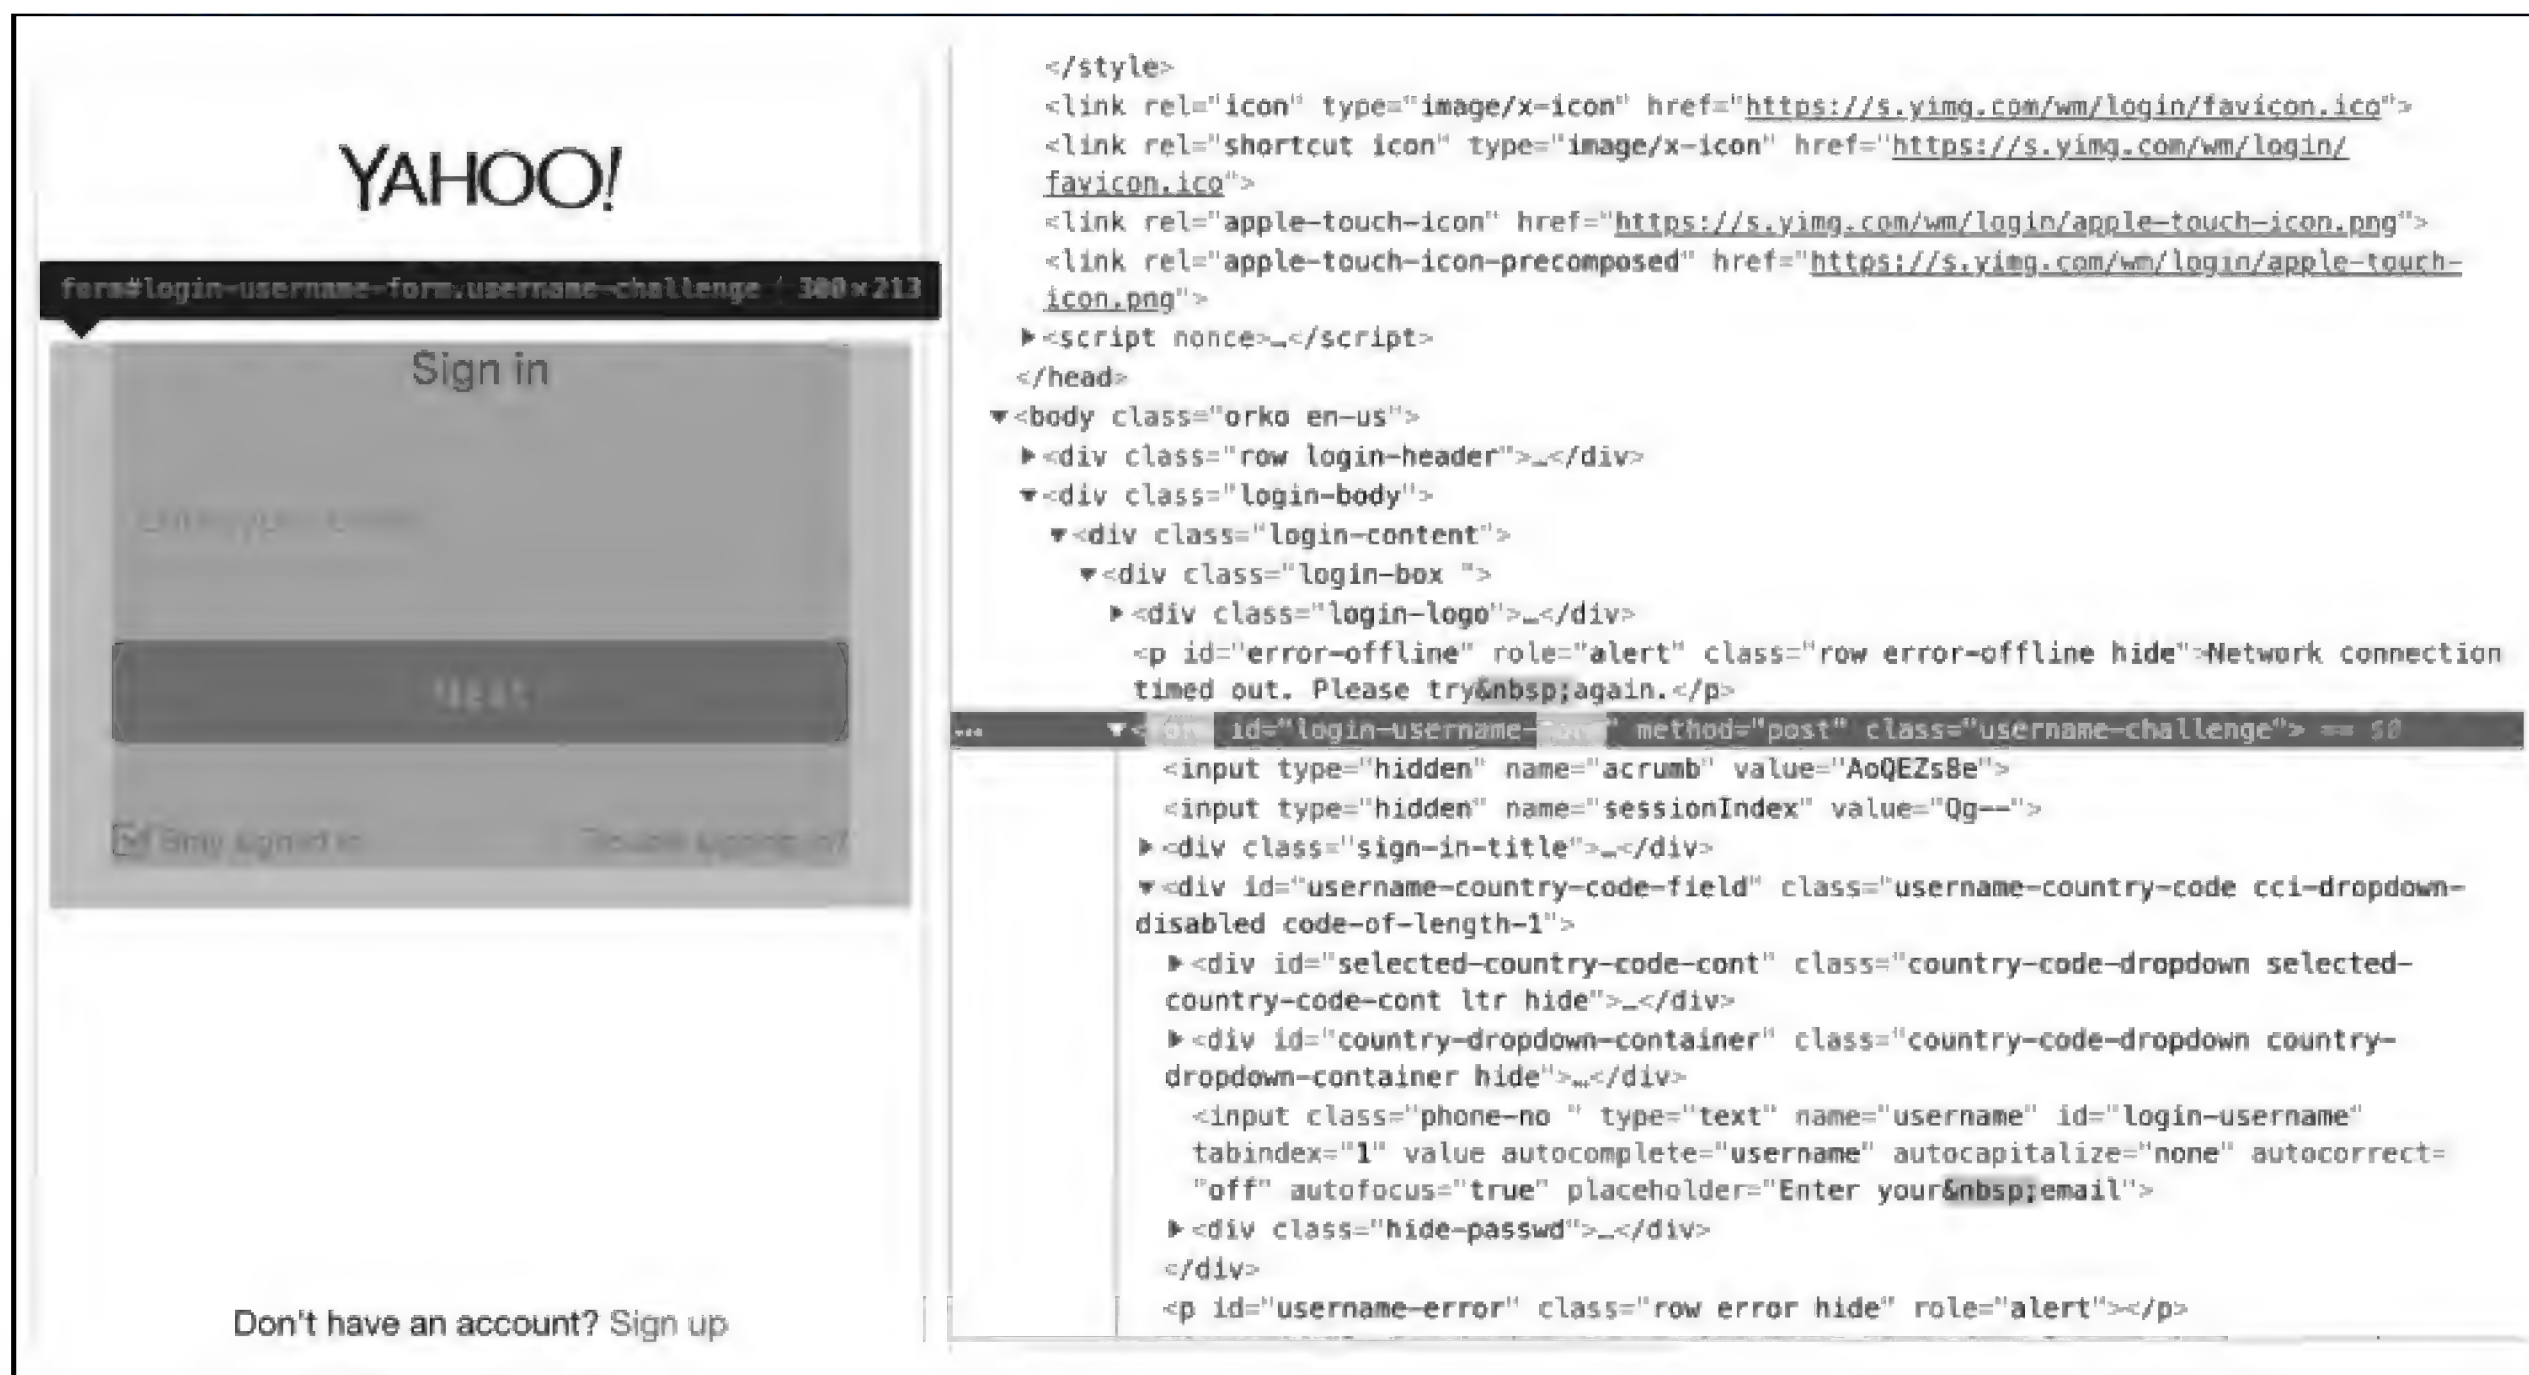 YAHOO!
form#login-username-form.username-challenge | 300×213
Sign in
Next
Stay signed in
Trouble signing in?
Don't have an account? Sign up
</style>
<link rel="icon" type="image/x-icon" href="https://s.yimg.com/wm/login/favicon.ico">
<link rel="shortcut icon" type="image/x-icon" href="https://s.yimg.com/wm/login/
favicon.ico">
<link rel="apple-touch-icon" href="https://s.yimg.com/wm/login/apple-touch-icon.png">
<link rel="apple-touch-icon-precomposed" href="https://s.yimg.com/wm/login/apple-touch-
icon.png">
▶<script nonce>…</script>
</head>
▼<body class="orko en-us">
▶<div class="row login-header">…</div>
▼<div class="login-body">
▼<div class="login-content">
▼<div class="login-box ">
▶<div class="login-logo">…</div>
<p id="error-offline" role="alert" class="row error-offline hide">Network connection
timed out. Please try&nbsp;again.</p>
… ▼<form id="login-username-form" method="post" class="username-challenge"> == $0
<input type="hidden" name="acrumb" value="AoQEZs8e">
<input type="hidden" name="sessionIndex" value="Qg--">
▶<div class="sign-in-title">…</div>
▼<div id="username-country-code-field" class="username-country-code cci-dropdown-
disabled code-of-length-1">
▶<div id="selected-country-code-cont" class="country-code-dropdown selected-
country-code-cont ltr hide">…</div>
▶<div id="country-dropdown-container" class="country-code-dropdown country-
dropdown-container hide">…</div>
<input class="phone-no " type="text" name="username" id="login-username"
tabindex="1" value autocomplete="username" autocapitalize="none" autocorrect=
"off" autofocus="true" placeholder="Enter your&nbsp;email">
▶<div class="hide-passwd">…</div>
</div>
<p id="username-error" class="row error hide" role="alert"></p>